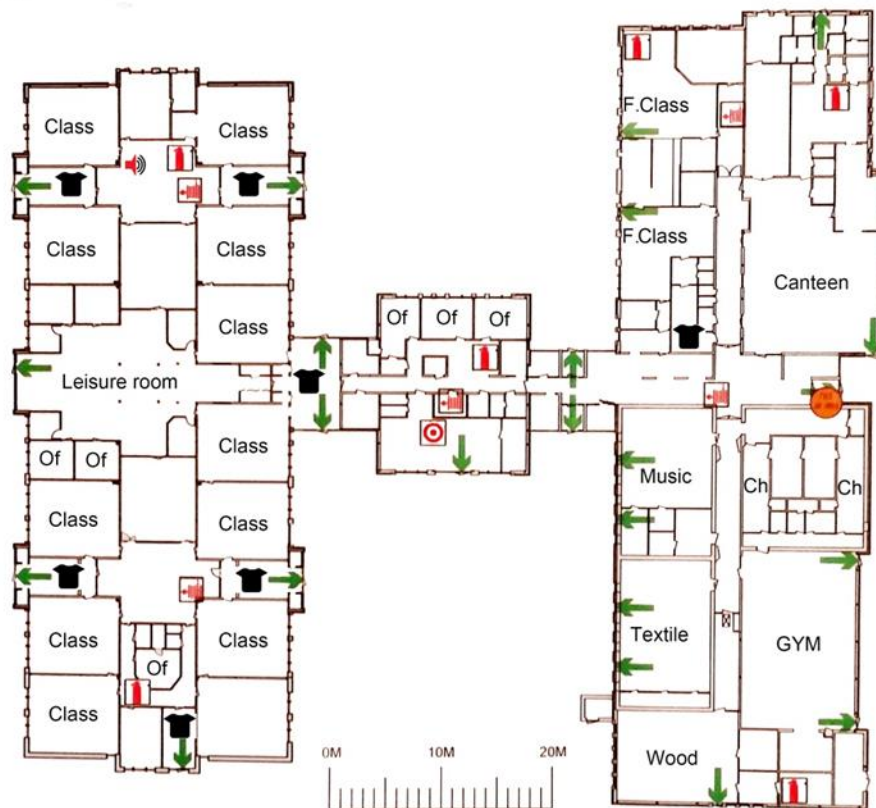 Class
Class
F.Class
Class
Class
F.Class
Canteen
Class
Of
Of
Of
Leisure room
Class
Of
Of
Music
Ch
Ch
Class
Class
Class
Class
Textile
GYM
Of
Class
0M
10M
20M
Wood